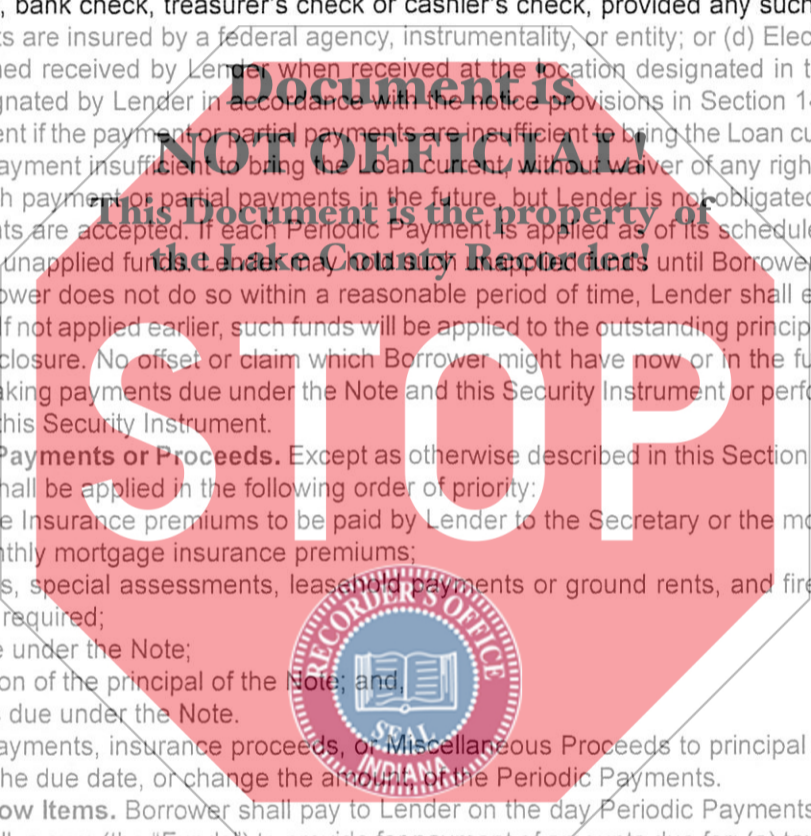 , bank check, treasurer's check or cashier's check, provided any such
ts are insured by a federal agency, instrumentality, or entity; or (d) Elec
ned received by Lender when received at the location designated in t
gnated by Lender in accordance with the notice provisions in Section 1
ent if the payment or partial payments are insufficient to bring the Loan cu
ayment insufficient to bring the Loan current, without waiver of any righ
h payment or partial payments in the future, but Lender is not obligated
nts are accepted. If each Periodic Payment is applied as of its schedule
unapplied funds. Lender may hold such unapplied funds until Borrower
ower does not do so within a reasonable period of time, Lender shall e
If not applied earlier, such funds will be applied to the outstanding princip
closure. No offset or claim which Borrower might have now or in the fu
aking payments due under the Note and this Security Instrument or perfo
this Security Instrument.
Payments or Proceeds. Except as otherwise described in this Section
hall be applied in the following order of priority:
e Insurance premiums to be paid by Lender to the Secretary or the mo
nthly mortgage insurance premiums;
s, special assessments, leasehold payments or ground rents, and fire
required;
e under the Note;
on of the principal of the Note; and,
s due under the Note.
ayments, insurance proceeds, or Miscellaneous Proceeds to principal
he due date, or change the amount, of the Periodic Payments.
ow Items. Borrower shall pay to Lender on the day Periodic Payments
Document is
NOT OFFICIAL!
This Document is the property of
the Lake County Recorder!
STOP
RECORDER'S OFFICE
SEAL
INDIANA